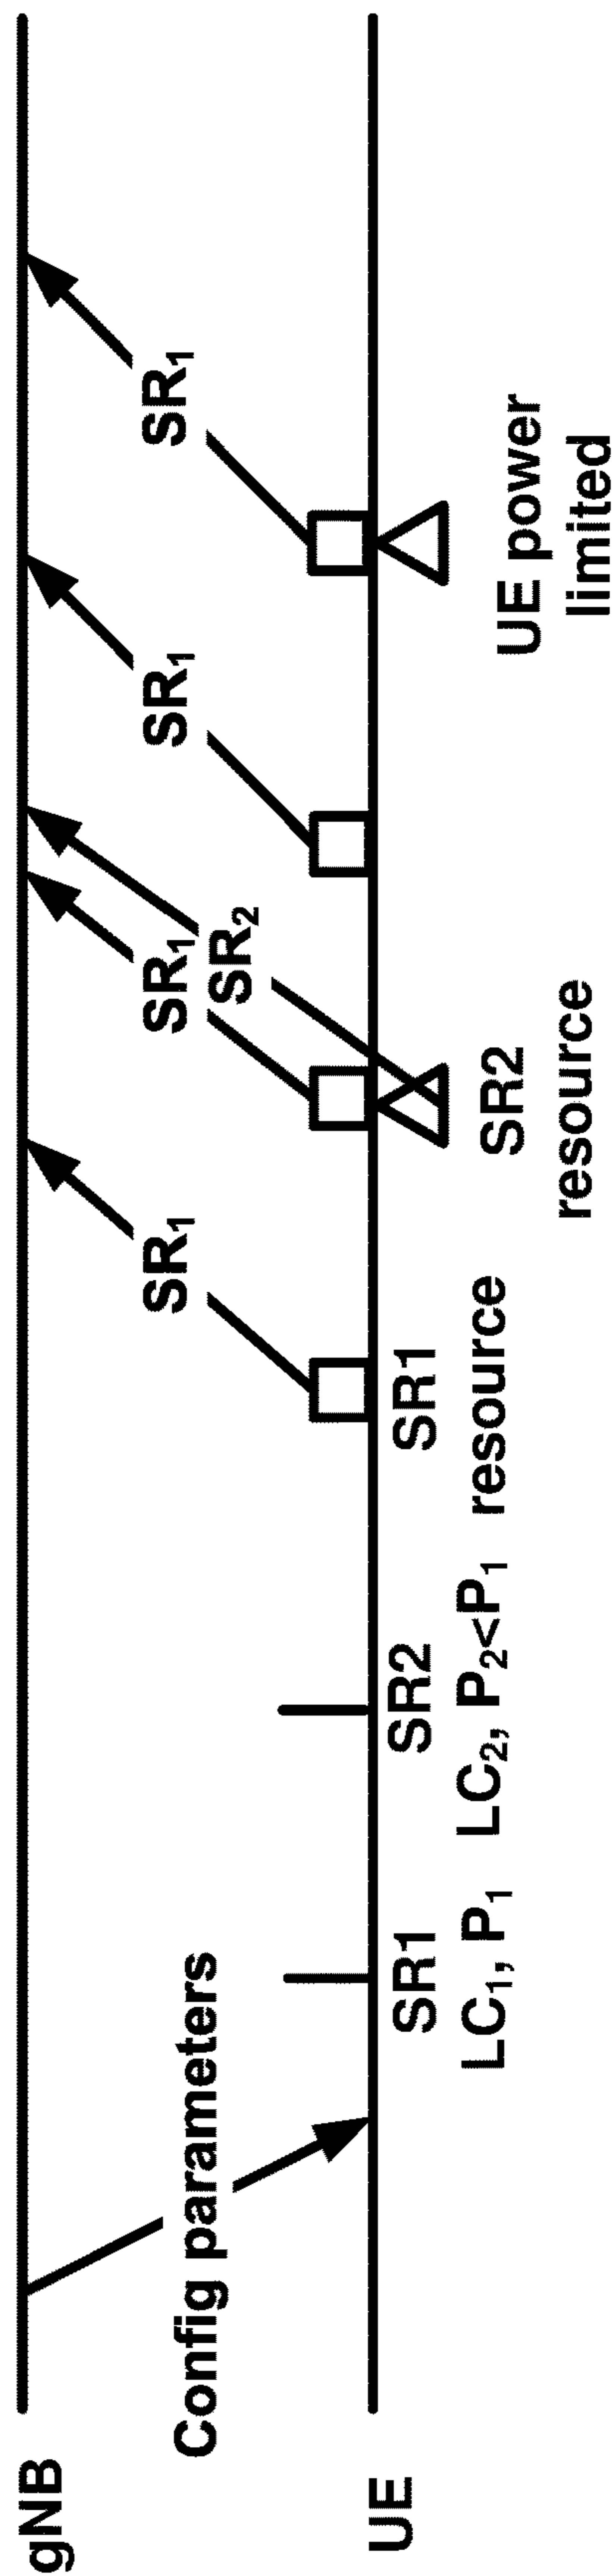 gNB
SR₁
SR₁
SR₁
SR₁
SR₂
Config parameters
UE
SR1
LC₁, P₁
SR2
LC₂, P₂<P₁
SR1
resource
SR2
resource
UE power
limited